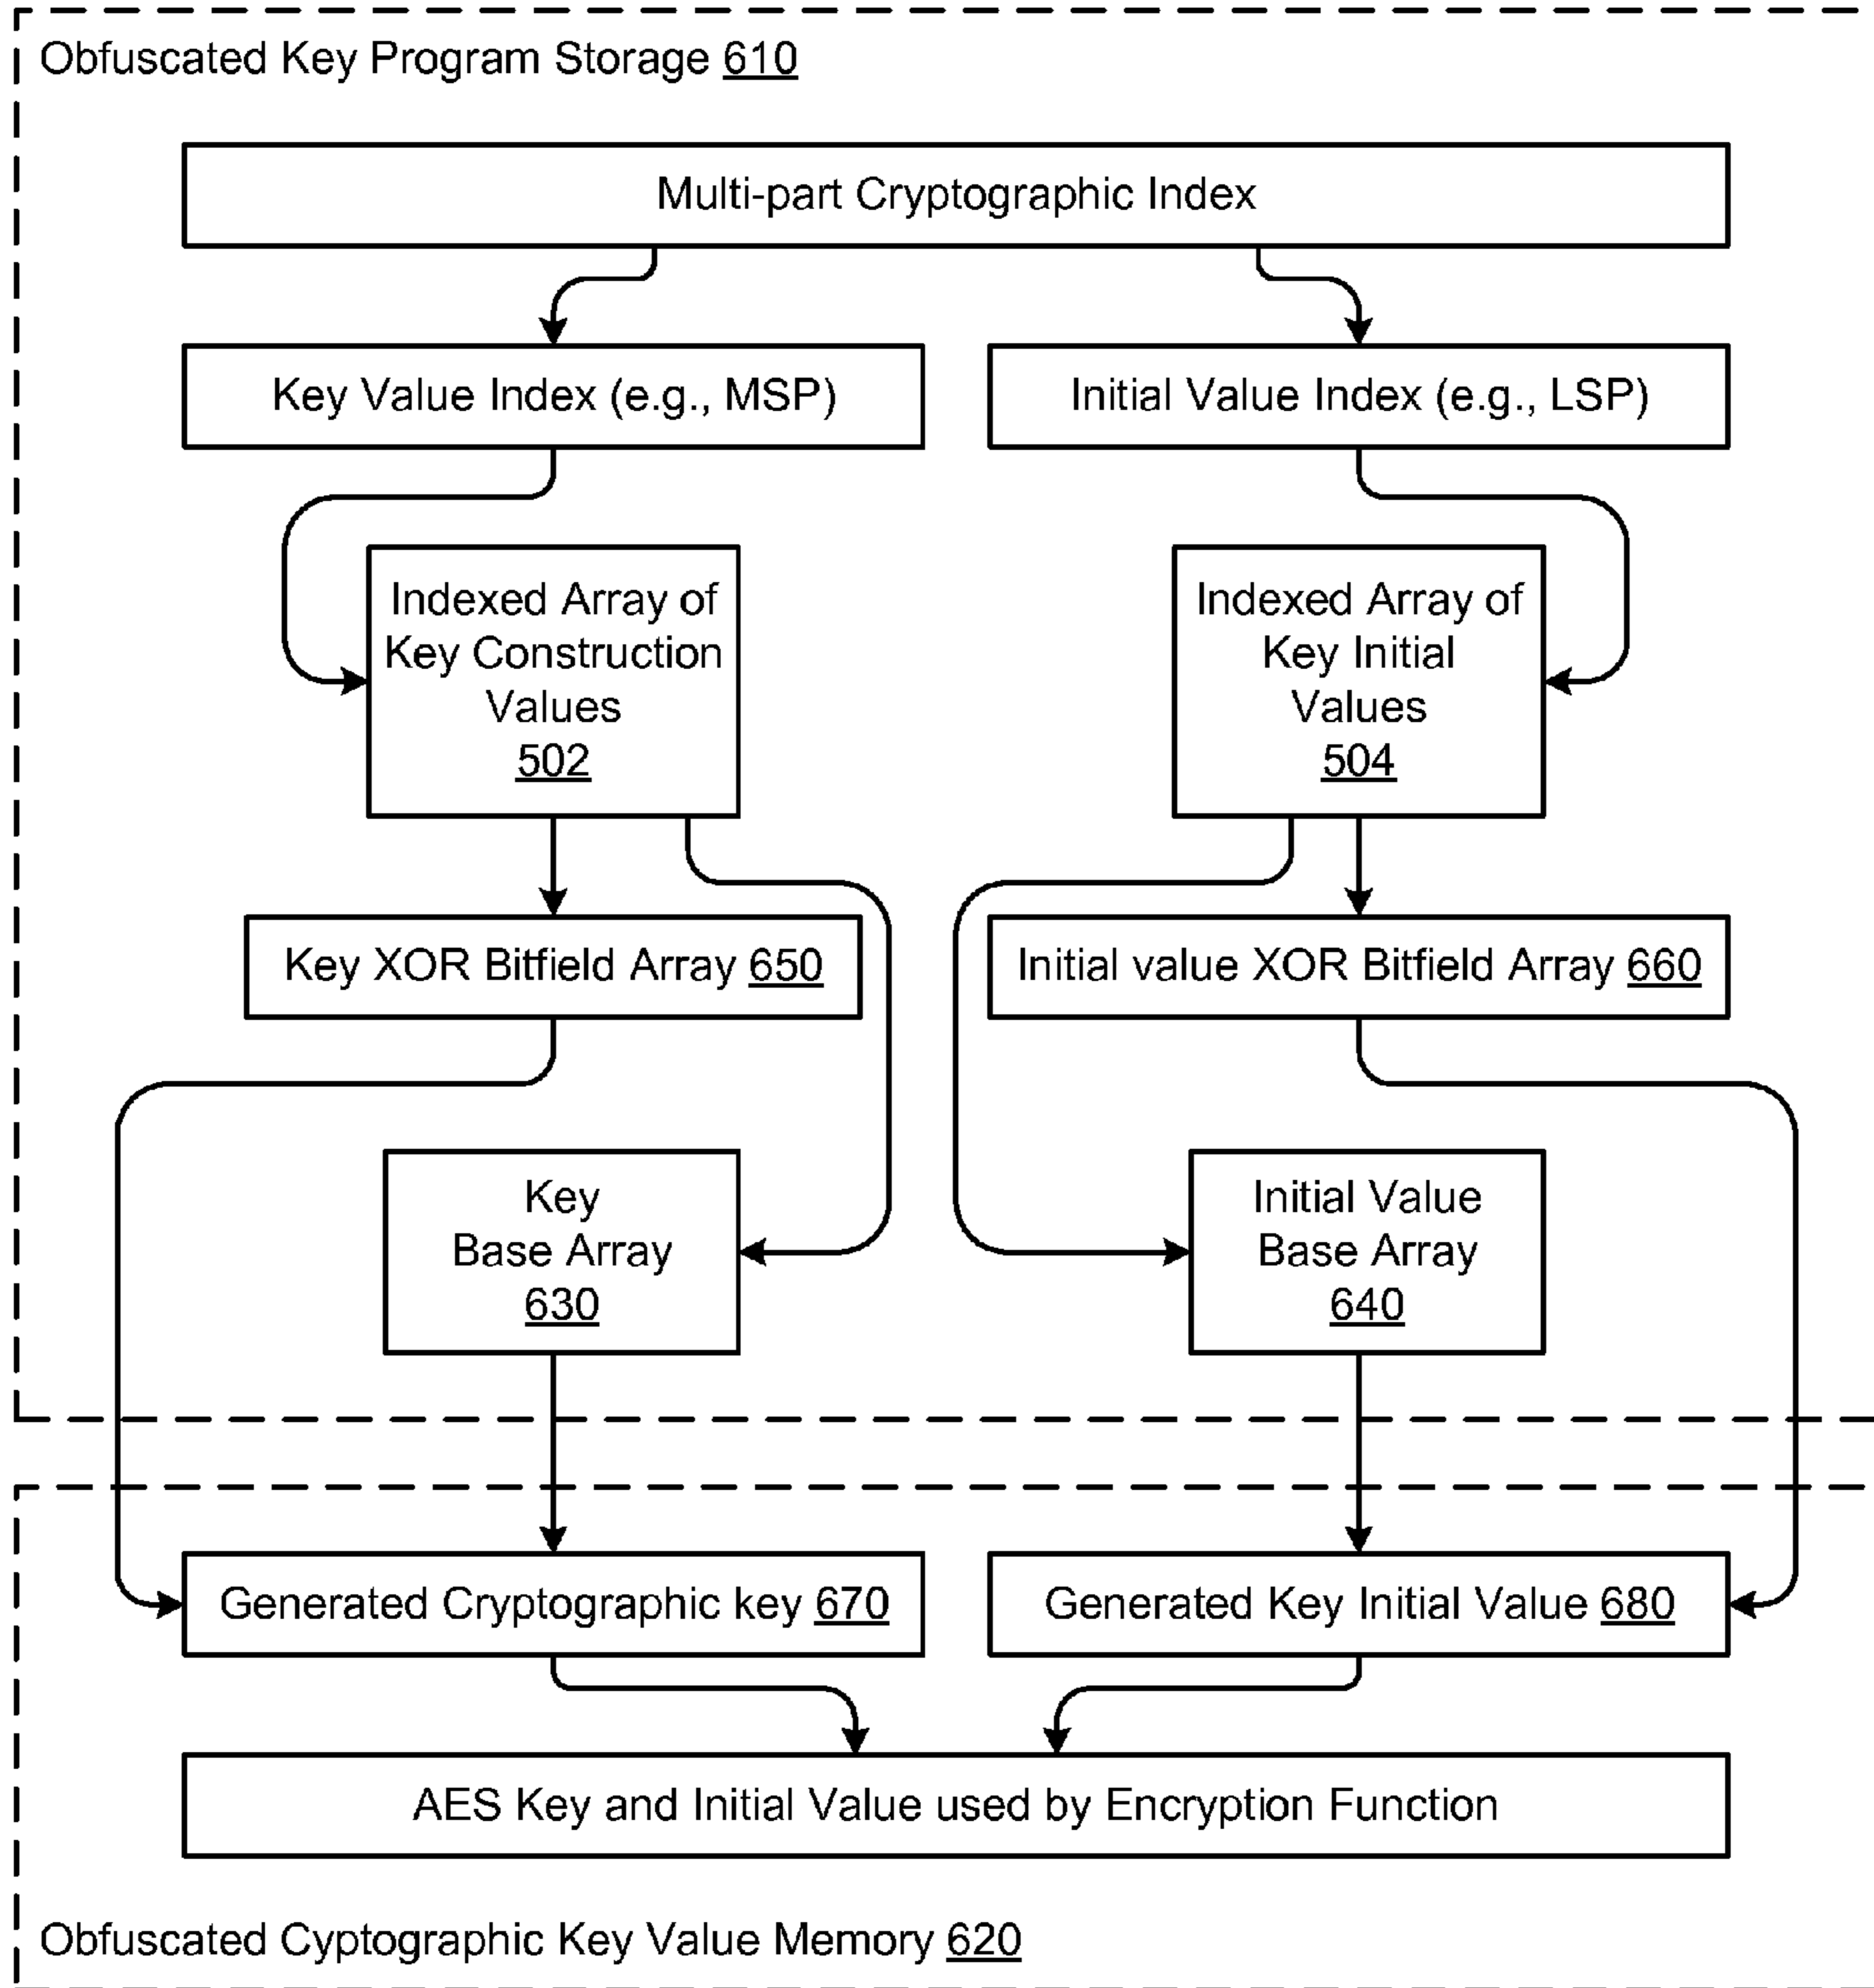 Obfuscated Key Program Storage 610
Multi-part Cryptographic Index
Key Value Index (e.g., MSP)
Initial Value Index (e.g., LSP)
Indexed Array of
Key Construction
Values
502
Indexed Array of
Key Initial
Values
504
Key XOR Bitfield Array 650
Initial value XOR Bitfield Array 660
Key
Base Array
630
Initial Value
Base Array
640
Generated Cryptographic key 670
Generated Key Initial Value 680
AES Key and Initial Value used by Encryption Function
Obfuscated Cyptographic Key Value Memory 620